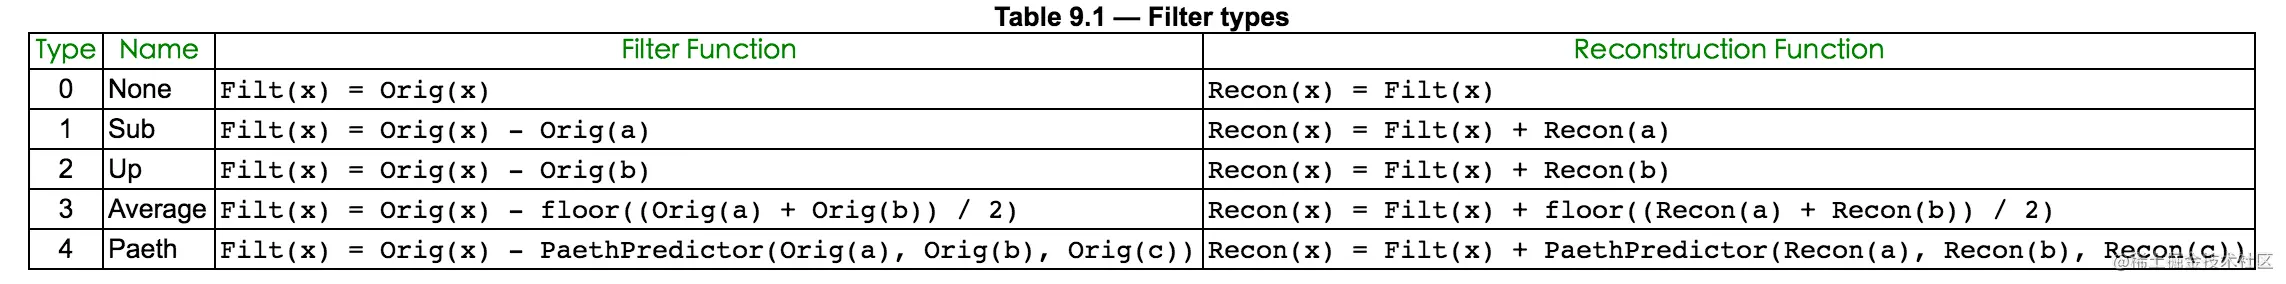 Table 9.1 — Filter types
Type Name Filter Function Reconstruction Function
0 None Filt(x) = Orig(x) Recon(x) = Filt(x)
1 Sub Filt(x) = Orig(x) - Orig(a) Recon(x) = Filt(x) + Recon(a)
2 Up Filt(x) = Orig(x) - Orig(b) Recon(x) = Filt(x) + Recon(b)
3 Average Filt(x) = Orig(x) - floor((Orig(a) + Orig(b)) / 2) Recon(x) = Filt(x) + floor((Recon(a) + Recon(b)) / 2)
4 Paeth Filt(x) = Orig(x) - PaethPredictor(Orig(a), Orig(b), Orig(c)) Recon(x) = Filt(x) + PaethPredictor(Recon(a), Recon(b), Recon(c))
@稀土掘金技术社区